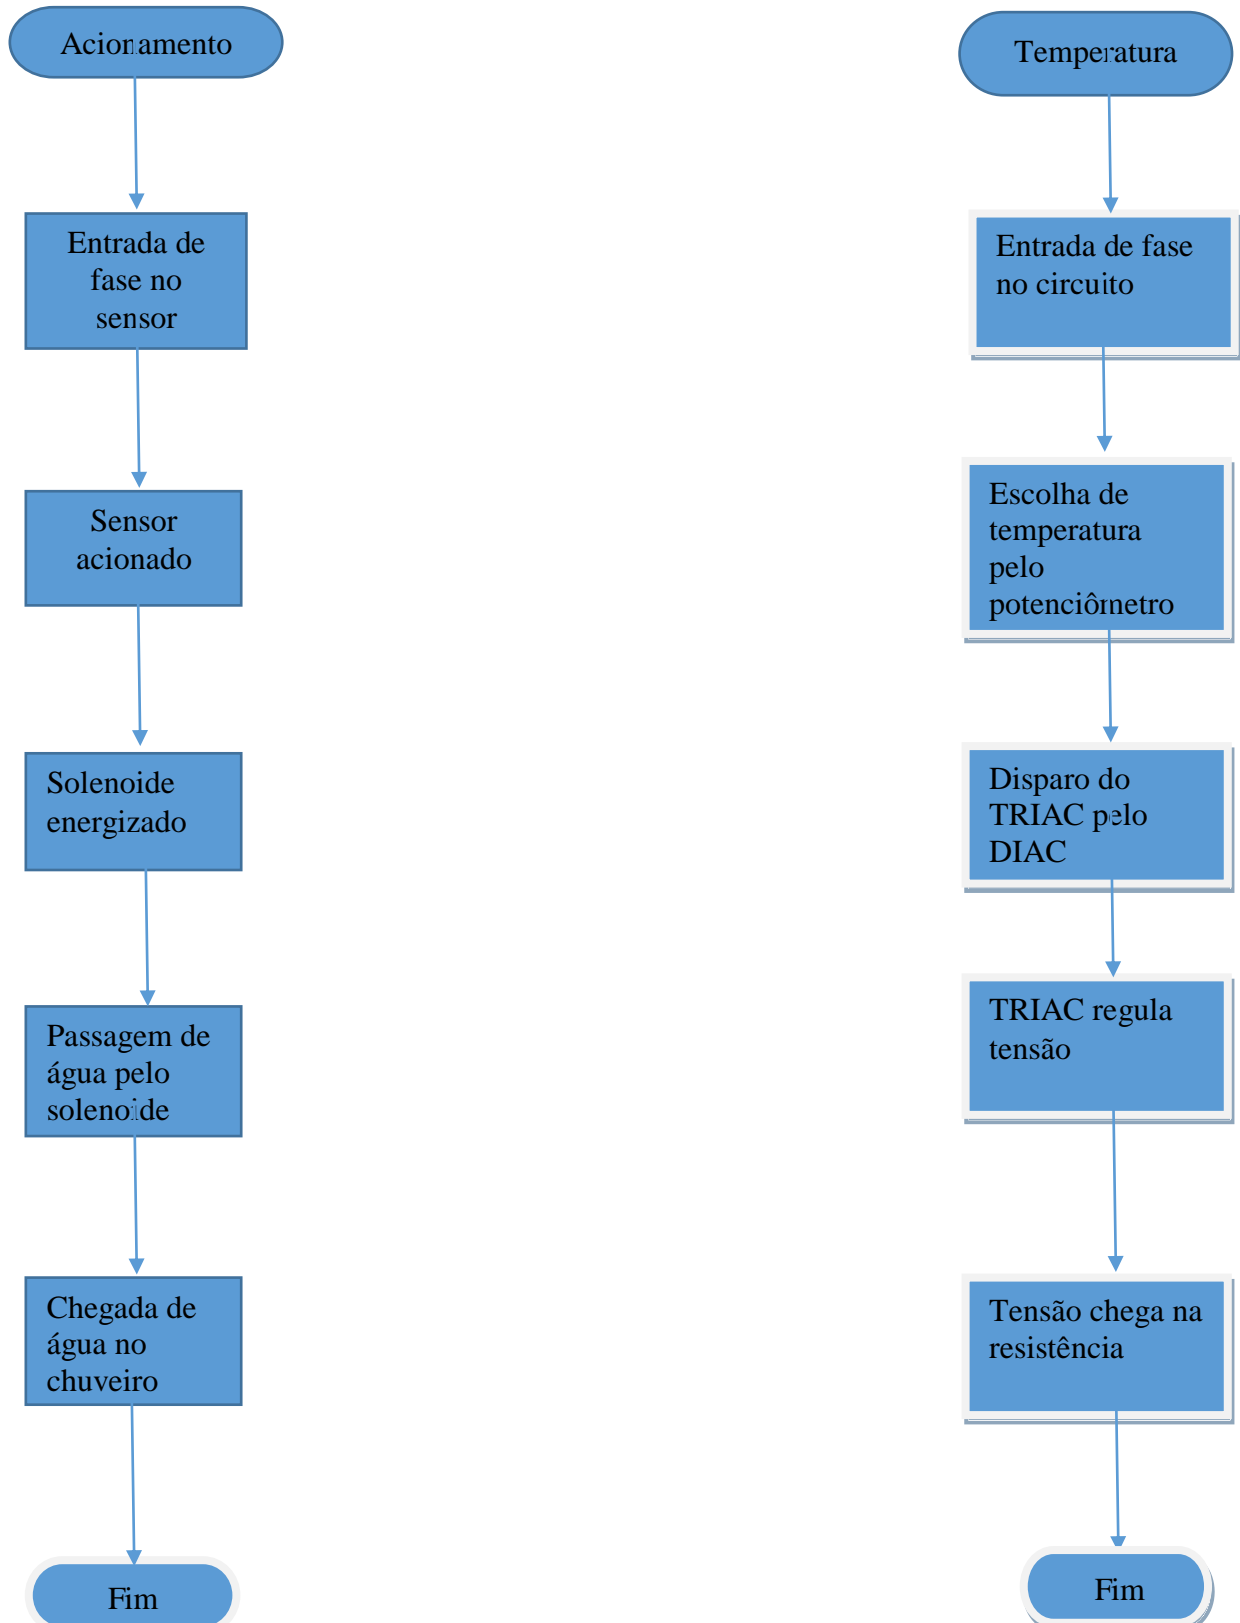 Acionamento
Entrada de
fase no
sensor
Sensor
acionado
Solenoide
energizado
Passagem de
água pelo
solenoide
Chegada de
água no
chuveiro
Fim
Temperatura
Entrada de fase
no circuito
Escolha de
temperatura
pelo
potenciômetro
Disparo do
TRIAC pelo
DIAC
TRIAC regula
tensão
Tensão chega na
resistência
Fim